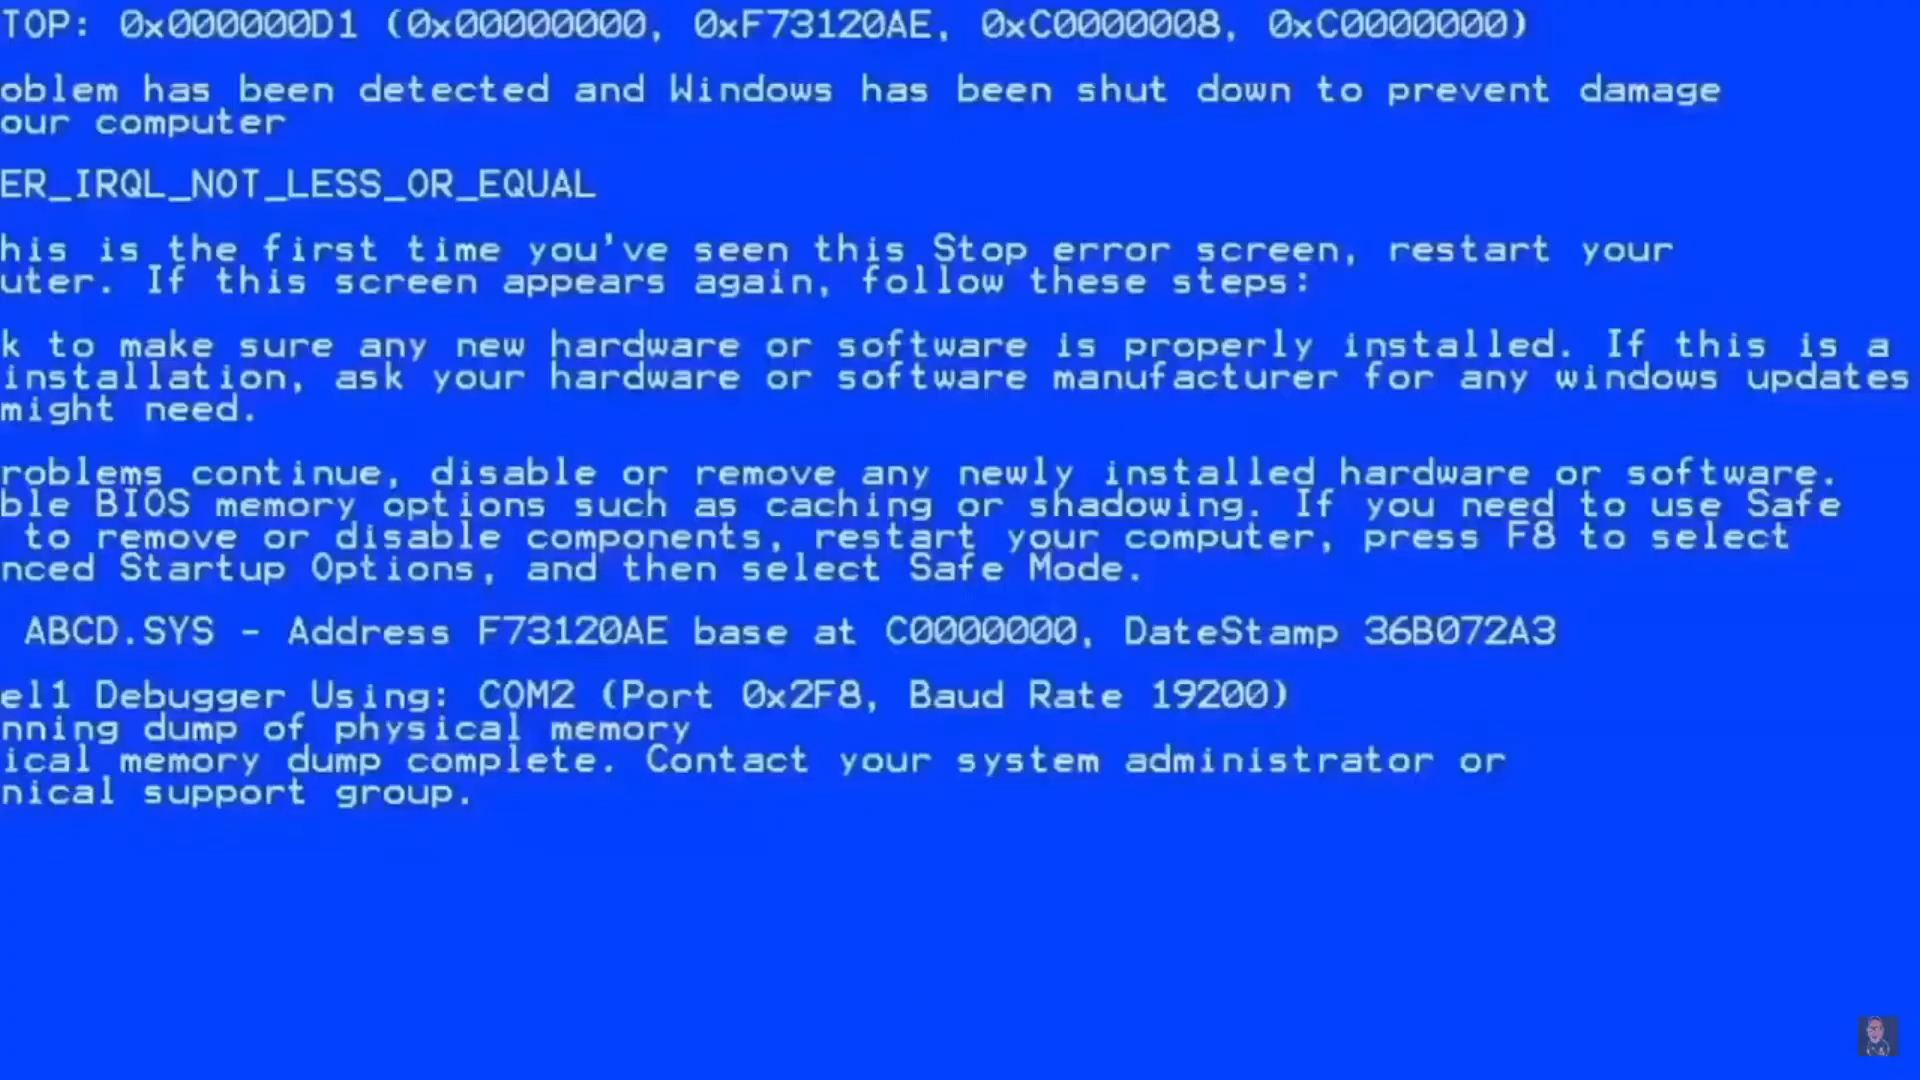 TOP: 0x000000D1 (0x00000000, 0xF73120AE, 0xC0000008, 0xC0000000)
oblem has been detected and Windows has been shut down to prevent damage
our computer
ER_IRQL_NOT_LESS_OR_EQUAL
his is the first time you've seen this Stop error screen, restart your
uter. If this screen appears again, follow these steps:
k to make sure any new hardware or software is properly installed. If this is a
installation, ask your hardware or software manufacturer for any windows updates
might need.
roblems continue, disable or remove any newly installed hardware or software.
ble BIOS memory options such as caching or shadowing. If you need to use Safe
to remove or disable components, restart your computer, press F8 to select
nced Startup Options, and then select Safe Mode.
ABCD.SYS - Address F73120AE base at C0000000, DateStamp 36B072A3
el1 Debugger Using: COM2 (Port 0x2F8, Baud Rate 19200)
nning dump of physical memory
ical memory dump complete. Contact your system administrator or
nical support group.